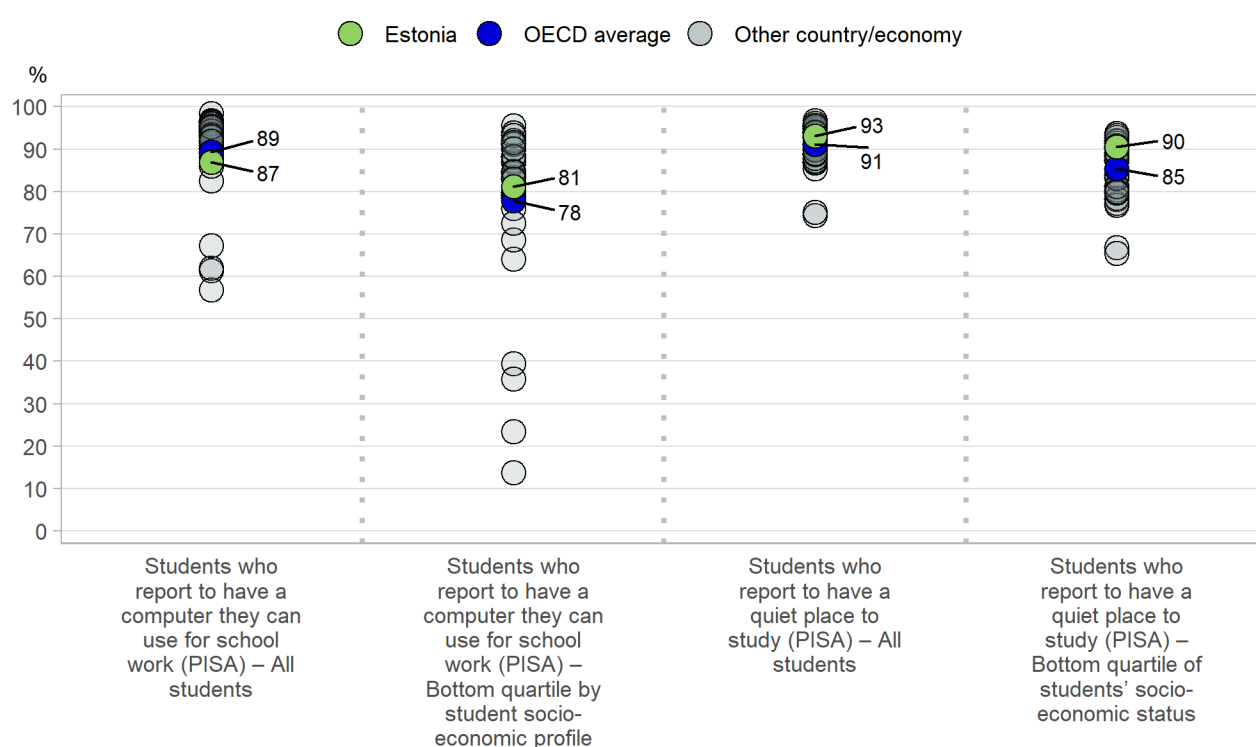 Estonia OECD average Other country/economy
%
100
90
80
70
60
50
40
30
20
10
0
89
87
81
78
93
91
90
85
Students who
report to have a
computer they can
use for school
work (PISA) – All
students
Students who
report to have a
computer they can
use for school
work (PISA) –
Bottom quartile by
student socio-
economic profile
Students who
report to have a
quiet place to
study (PISA) – All
students
Students who
report to have a
quiet place to
study (PISA) –
Bottom quartile of
students’ socio-
economic status